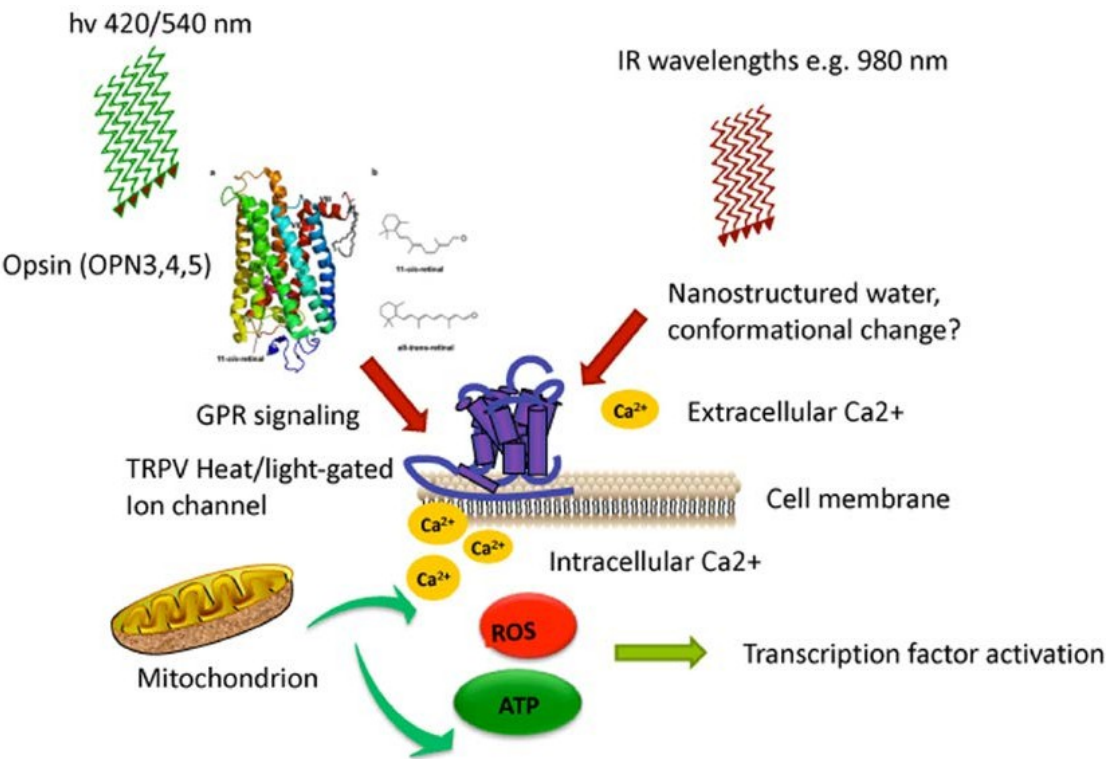 hv 420/540 nm
IR wavelengths e.g. 980 nm
a
b
VIII
11-cis-retinal
Opsin (OPN3,4,5)
all-trans-retinal
11-cis-retinal
Nanostructured water,
conformational change?
GPR signaling
Ca2+
Extracellular Ca2+
TRPV Heat/light-gated
Ion channel
Cell membrane
Ca2+
Ca2+
Ca2+
Intracellular Ca2+
Mitochondrion
ROS
ATP
Transcription factor activation